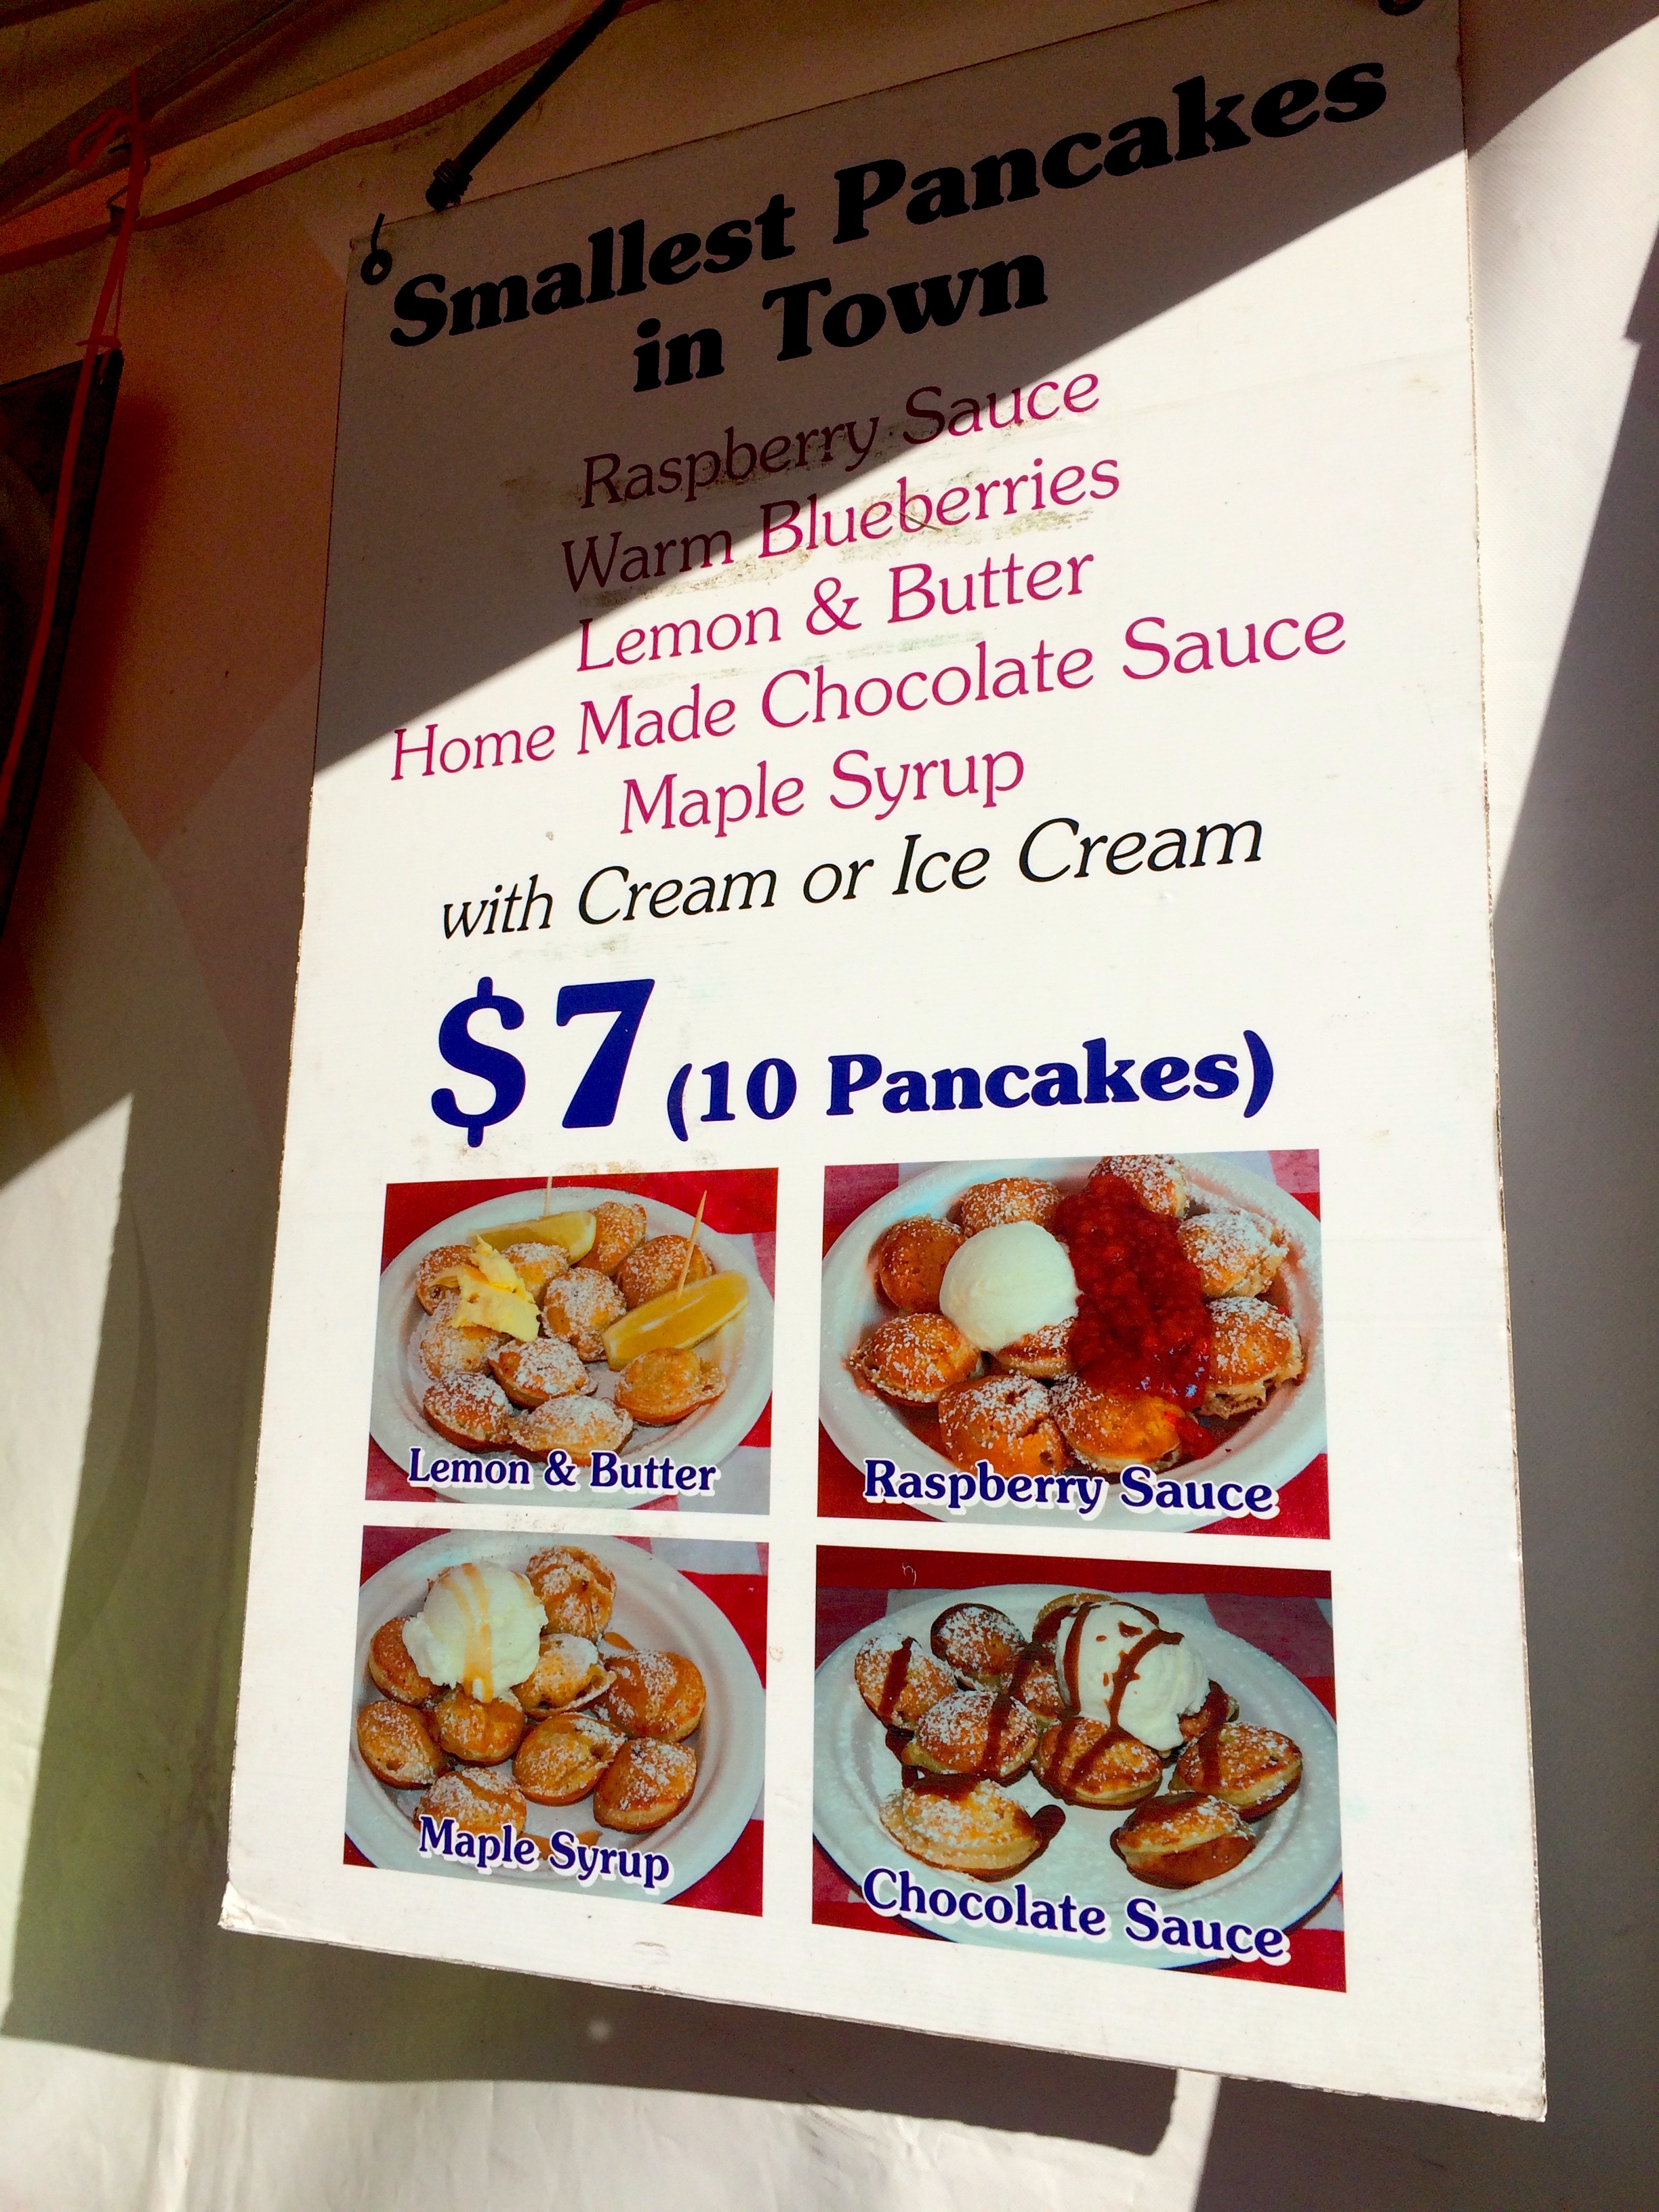 Smallest Pancakes
in Town
Raspberry Sauce
Warm Blueberries
Lemon & Butter
Home Made Chocolate Sauce
Maple Syrup
with Cream or Ice Cream
$7 (10 Pancakes)
Lemon & Butter
Raspberry Sauce
Maple Syrup
Chocolate Sauce